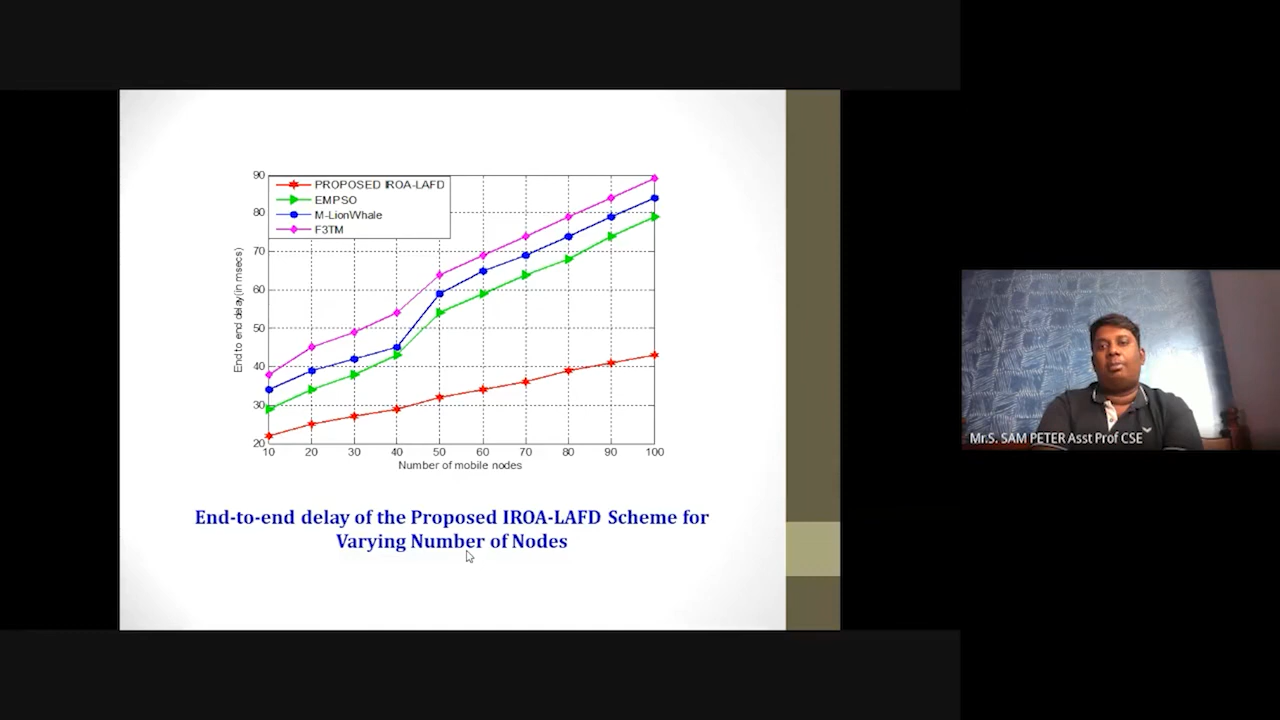 90
80
70
60
50
40
30
20
End to end delay(in msecs)
PROPOSED IROA-LAFD
EMPSO
M-LionWhale
F3TM
10 20 30 40 50 60 70 80 90 100
Number of mobile nodes
End-to-end delay of the Proposed IROA-LAFD Scheme for
Varying Number of Nodes
Mr.S. SAM PETER Asst Prof CSE